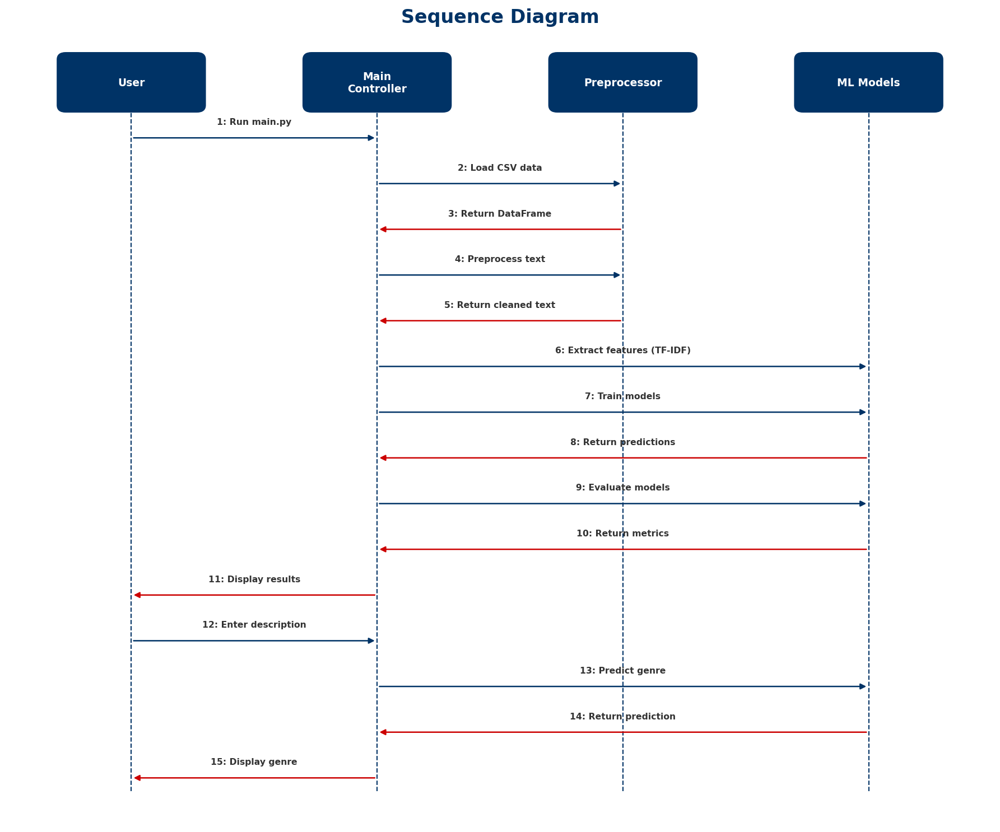 Sequence Diagram
User
Main
Controller
Preprocessor
ML Models
1: Run main.py
2: Load CSV data
3: Return DataFrame
4: Preprocess text
5: Return cleaned text
6: Extract features (TF-IDF)
7: Train models
8: Return predictions
9: Evaluate models
10: Return metrics
11: Display results
12: Enter description
13: Predict genre
14: Return prediction
15: Display genre